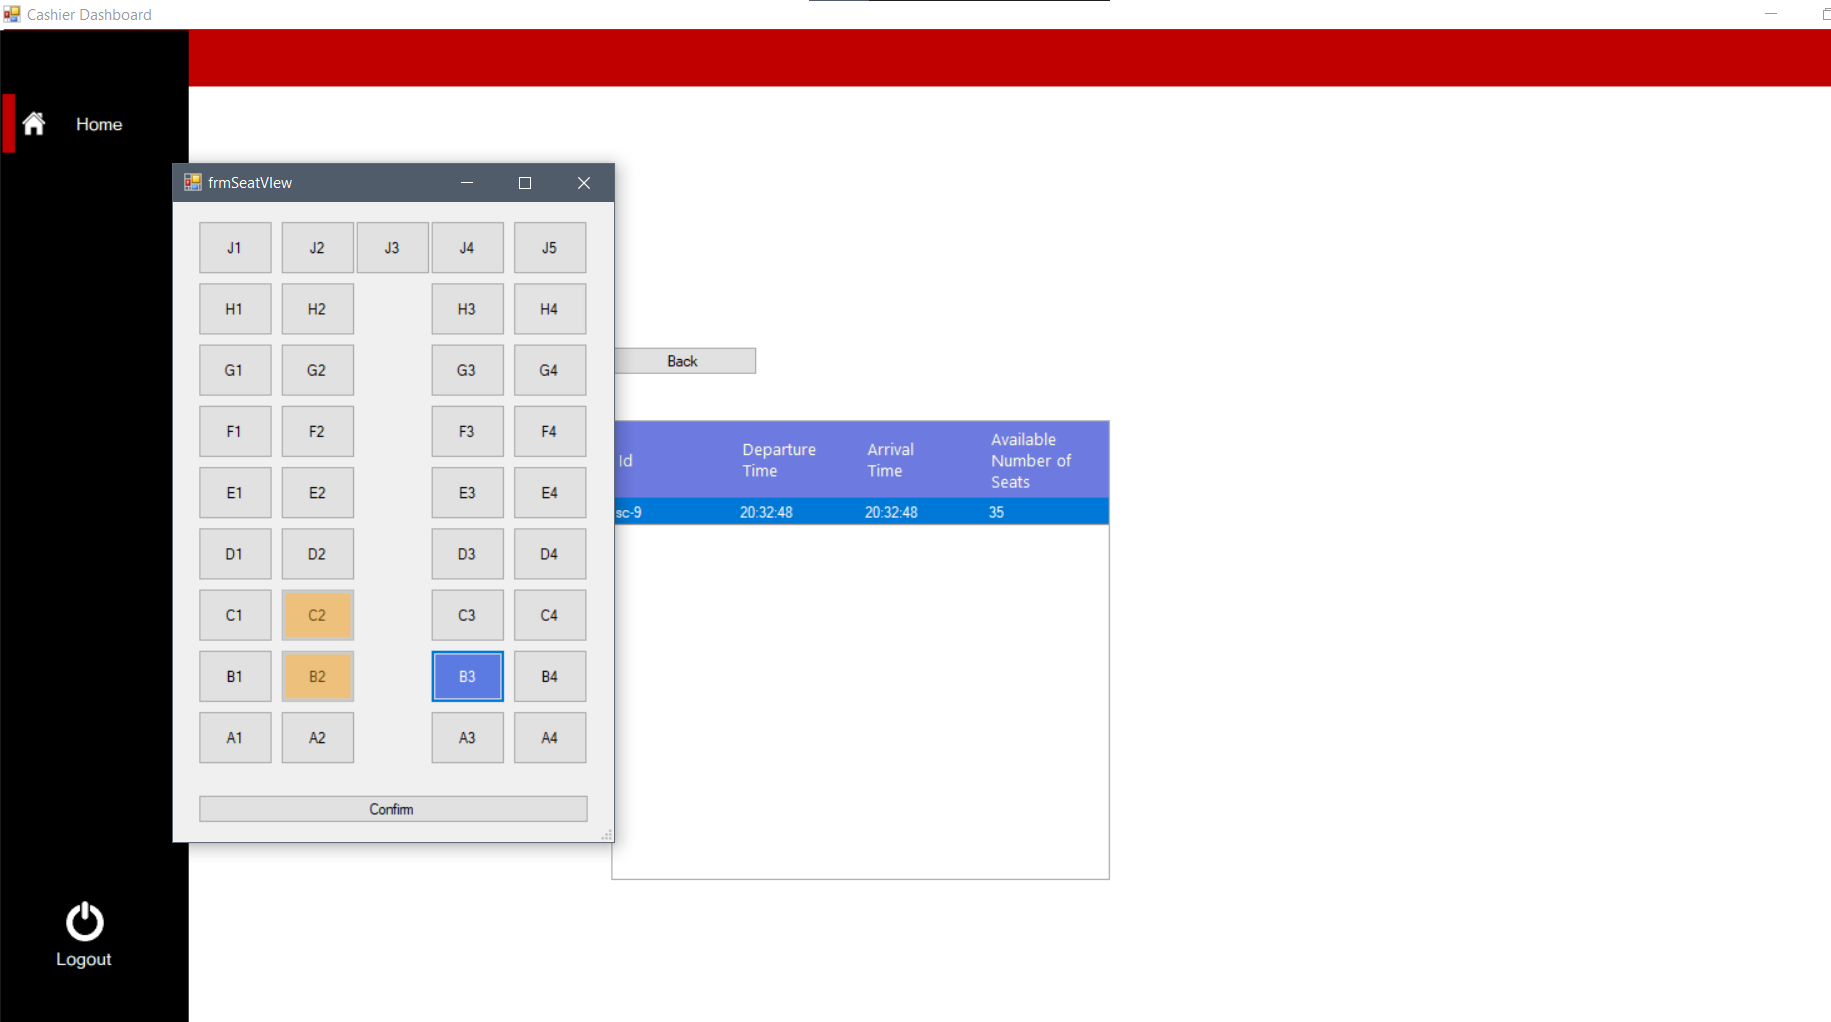 Cashier Dashboard
Home
frmSeatVIew
J1 J2 J3 J4 J5
H1 H2 H3 H4
G1 G2 G3 G4
F1 F2 F3 F4
E1 E2 E3 E4
D1 D2 D3 D4
C1 C2 C3 C4
B1 B2 B3 B4
A1 A2 A3 A4
Confirm
Back
Id
Departure
Time
Arrival
Time
Available
Number of
Seats
sc-9 20:32:48 20:32:48 35
Logout